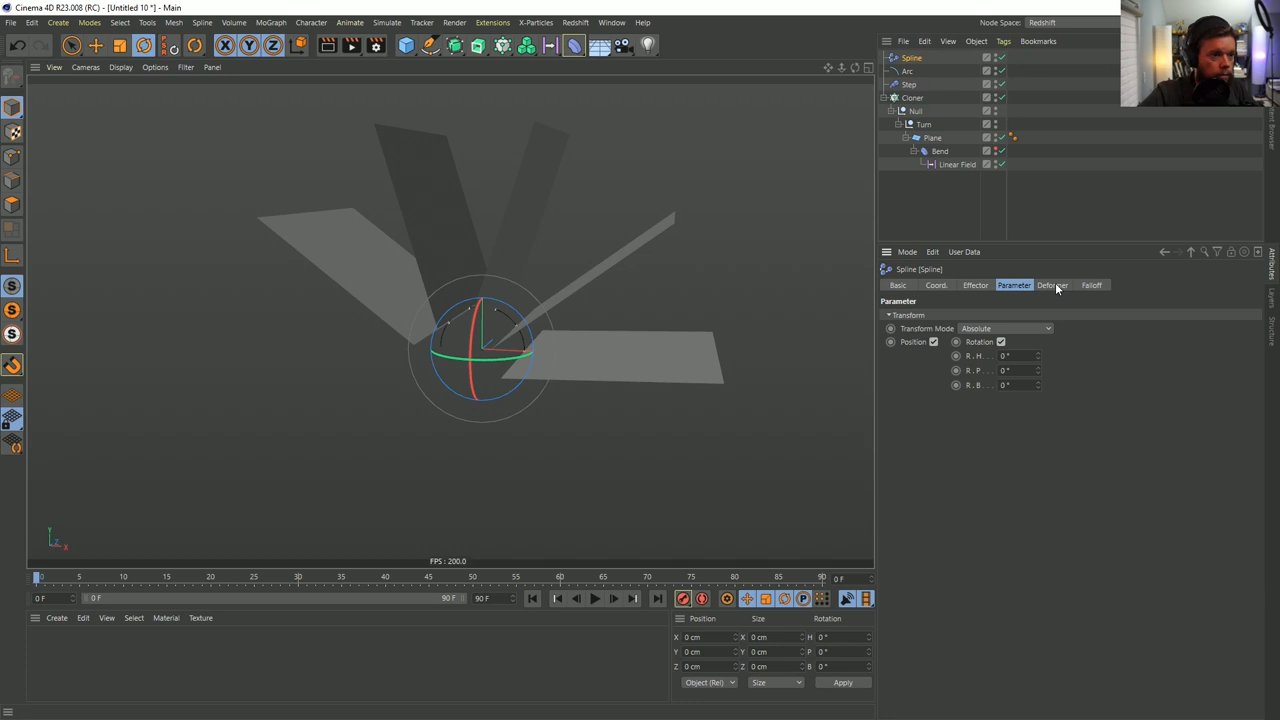 Cinema 4D R23.008 (RC) - [Untitled 10 *] - Main
File Edit Create Modes Select Tools Mesh Spline Volume MoGraph Character Animate Simulate Tracker Render Extensions X-Particles Redshift Window Help Node Space: Redshift
X Y Z
File Edit View Object Tags Bookmarks
View Cameras Display Options Filter Panel
Spline
Arc
Step
Cloner
Null
Turn
Plane
Bend
Linear Field
Mode Edit User Data
Spline [Spline]
Basic Coord. Effector Parameter Deformer Falloff
Parameter
Transform
Transform Mode Absolute
Position Rotation
R . H . . . 0 °
R . P . . . 0 °
R . B . . . 0 °
Attributes
Layers
Structure
Y
Z X
FPS : 200.0
0 5 10 15 20 25 30 35 40 45 50 55 60 65 70 75 80 85 90 0 F
0 F 0 F 90 F 90 F
Create Edit View Select Material Texture
Position Size Rotation
X 0 cm X 0 cm H 0 °
Y 0 cm Y 0 cm P 0 °
Z 0 cm Z 0 cm B 0 °
Object (Rel) Size Apply